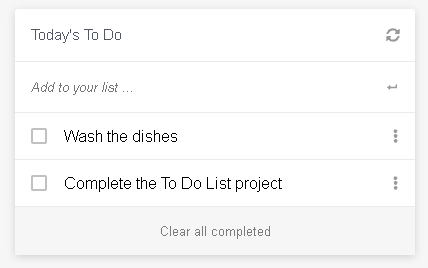 Today's To Do
Add to your list ...
Wash the dishes
Complete the To Do List project
Clear all completed